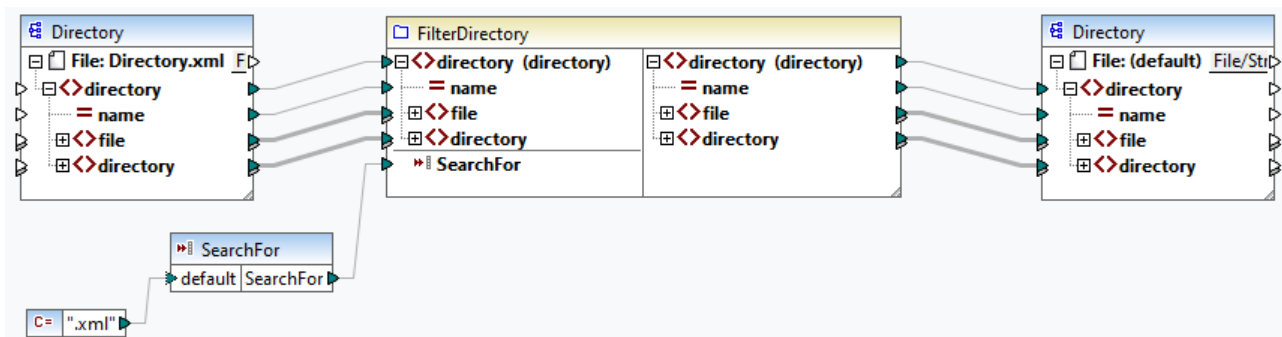 Directory
File: Directory.xml F
directory
name
file
directory
FilterDirectory
directory (directory)
name
file
directory
SearchFor
directory (directory)
name
file
directory
Directory
File: (default) File/Str
directory
name
file
directory
SearchFor
default SearchFor
C= ".xml"